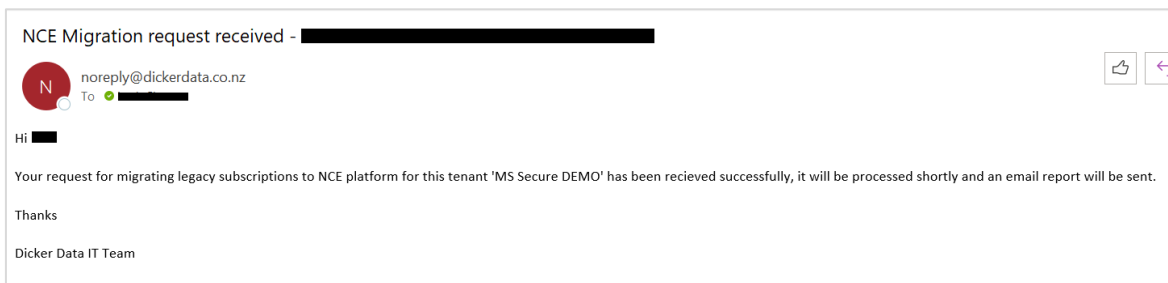 NCE Migration request received -
N
noreply@dickerdata.co.nz
To
Hi
Your request for migrating legacy subscriptions to NCE platform for this tenant 'MS Secure DEMO' has been recieved successfully, it will be processed shortly and an email report will be sent.
Thanks
Dicker Data IT Team